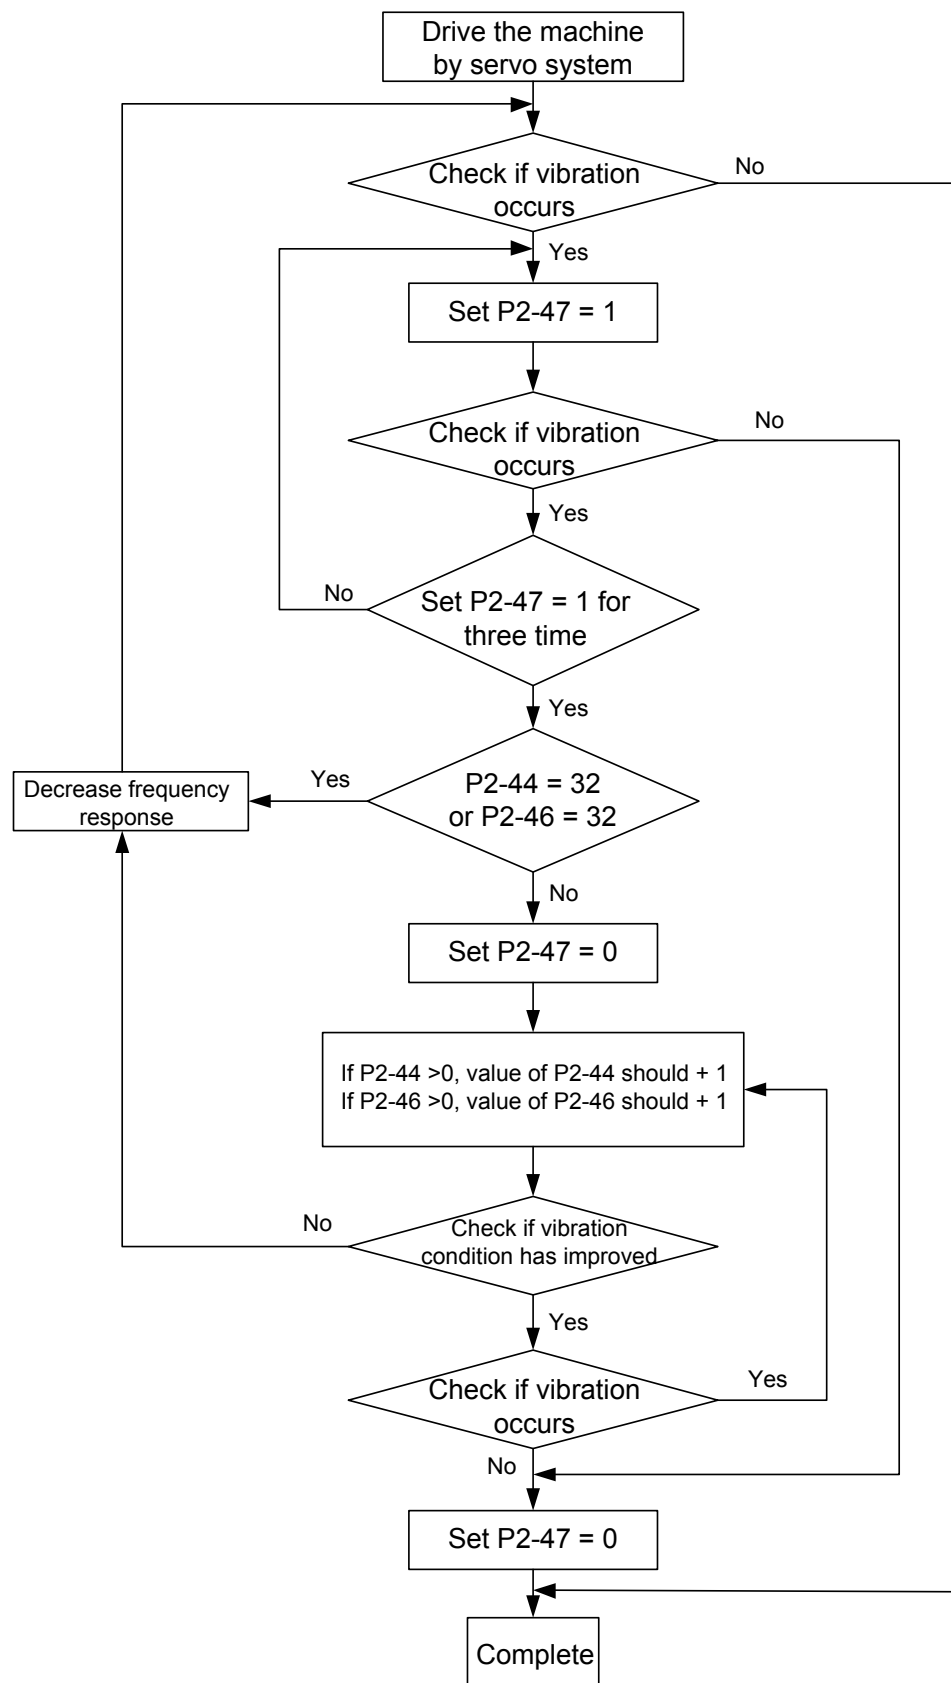 Drive the machine
by servo system
Check if vibration
occurs
No
Yes
Set P2-47 = 1
Check if vibration
occurs
No
Yes
Set P2-47 = 1 for
three time
No
Yes
P2-44 = 32
or P2-46 = 32
Yes
Decrease frequency
response
No
Set P2-47 = 0
If P2-44 >0, value of P2-44 should + 1
If P2-46 >0, value of P2-46 should + 1
Check if vibration
condition has improved
No
Yes
Check if vibration
occurs
Yes
No
Set P2-47 = 0
Complete